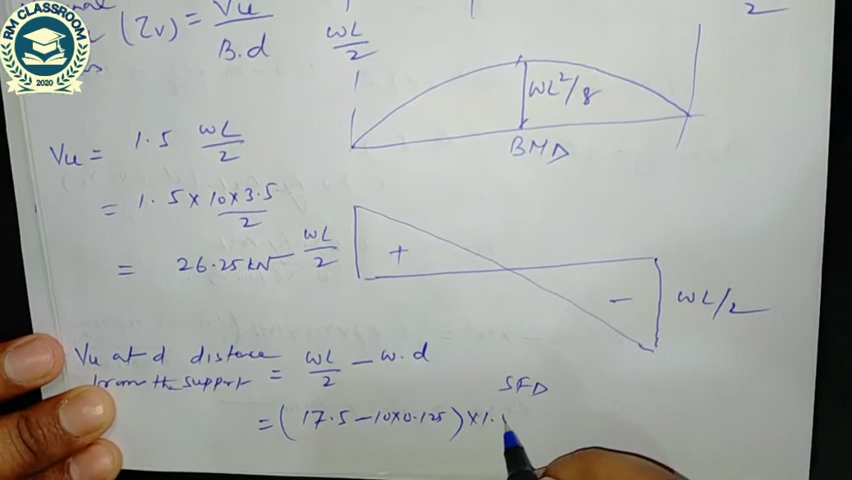 RM CLASSROOM
2020
(τv) = Vu / B.d
2
wL/2
wL²/8
BMD
Vu = 1.5 wL/2
= 1.5×10×3.5 / 2
= 26.25 kN
wL/2
+
−
wL/2
SFD
Vu at d distance
from the support = wL/2 − w.d
= (17.5 − 10×0.125) ×1.